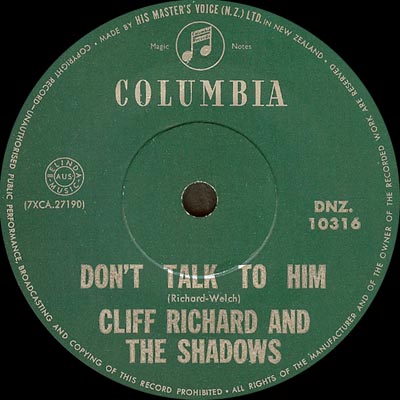 MADE BY HIS MASTER'S VOICE (N.Z.) LTD. IN NEW ZEALAND •
Magic Notes
COLUMBIA
BELINDA
AUS
MUSIC
(7XCA.27190)
DNZ.
10316
DON'T TALK TO HIM
(Richard-Welch)
CLIFF RICHARD AND
THE SHADOWS
ALL RIGHTS OF THE MANUFACTURER AND OF THE OWNER OF THE RECORDED WORK ARE RESERVED •
COPYRIGHT RECORD—UNAUTHORISED PUBLIC PERFORMANCE BROADCASTING AND COPYING OF THIS RECORD PROHIBITED •